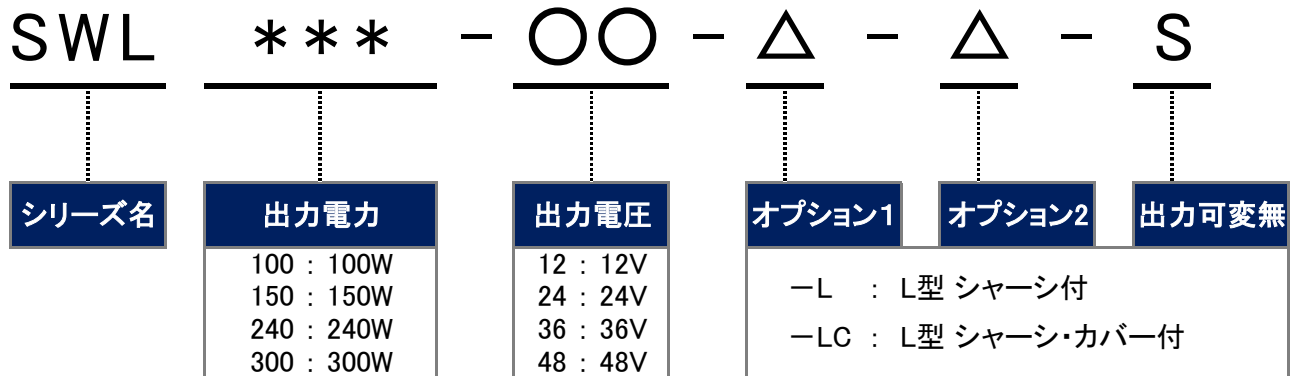 SWL ＊＊＊ － ○○ － △ － △ － S
シリーズ名
出力電力
出力電圧
オプション1
オプション2
出力可変無
100 : 100W
150 : 150W
240 : 240W
300 : 300W
12 : 12V
24 : 24V
36 : 36V
48 : 48V
－L : L型 シャーシ付
－LC : L型 シャーシ・カバー付